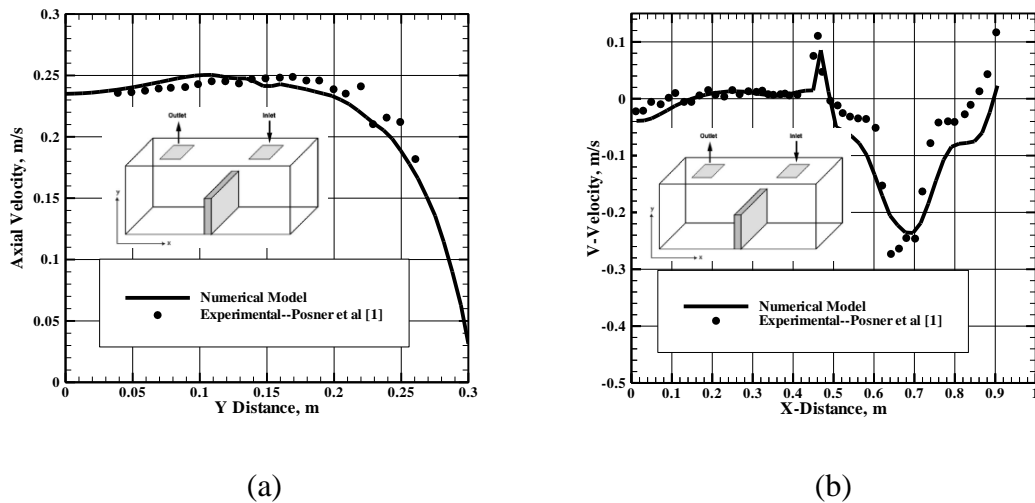 0.3
0.25
0.2
0.15
0.1
0.05
0
Axial Velocity, m/s
Outlet
Inlet
y
x
Numerical Model
Experimental--Posner et al [1]
0 0.05 0.1 0.15 0.2 0.25 0.3
Y Distance, m
(a)
0.1
0
-0.1
-0.2
-0.3
-0.4
-0.5
V-Velocity, m/s
Outlet
Inlet
y
x
Numerical Model
Experimental--Posner et al [1]
0 0.1 0.2 0.3 0.4 0.5 0.6 0.7 0.8 0.9 1
X-Distance, m
(b)